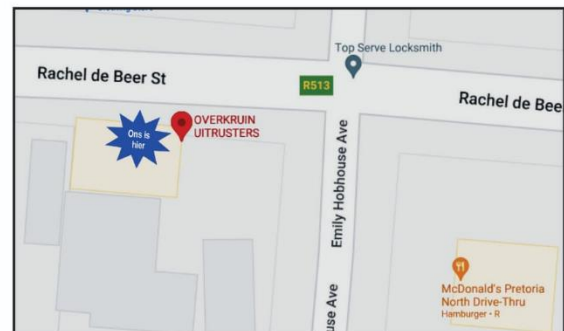 Top Serve Locksmith
Rachel de Beer St
R513
Rachel de Bee
OVERKRUIN
UITRUSTERS
Ons is
hier
Emily Hobhouse Ave
McDonald's Pretoria
North Drive-Thru
Hamburger • R
use Ave